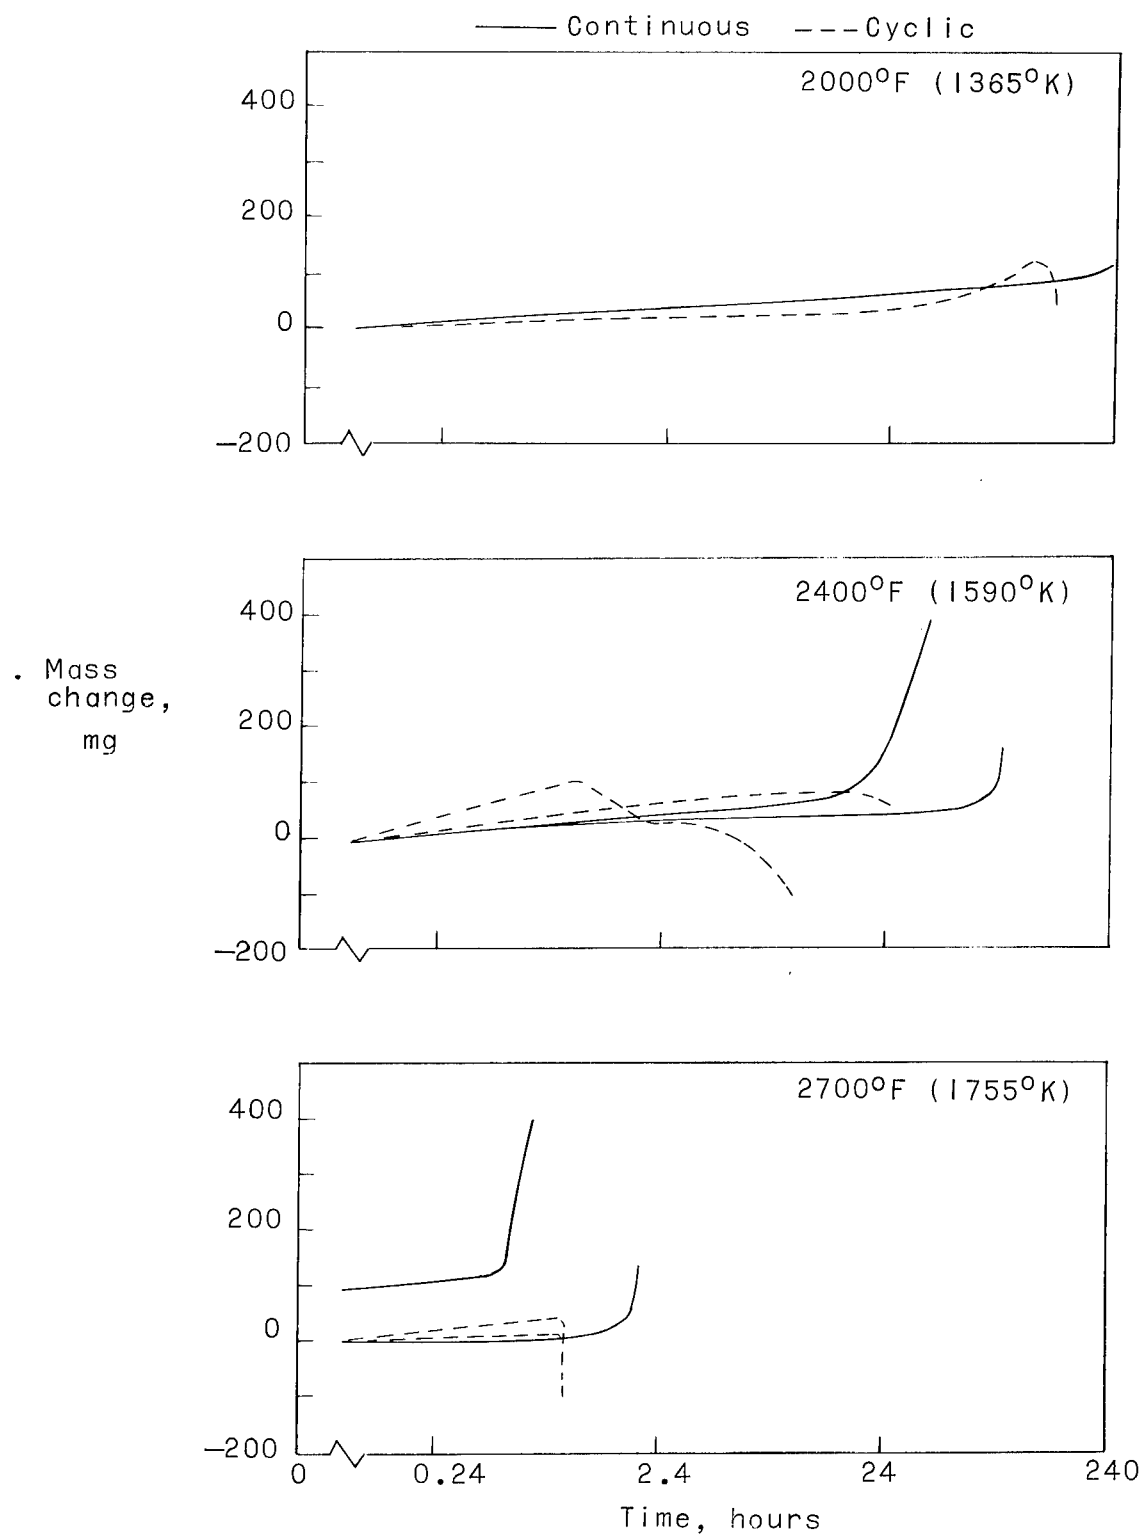 Continuous Cyclic
2000°F (1365°K)
400
200
0
−200
2400°F (1590°K)
400
200
0
−200
. Mass
change,
mg
2700°F (1755°K)
400
200
0
−200
0 0.24 2.4 24 240
Time, hours